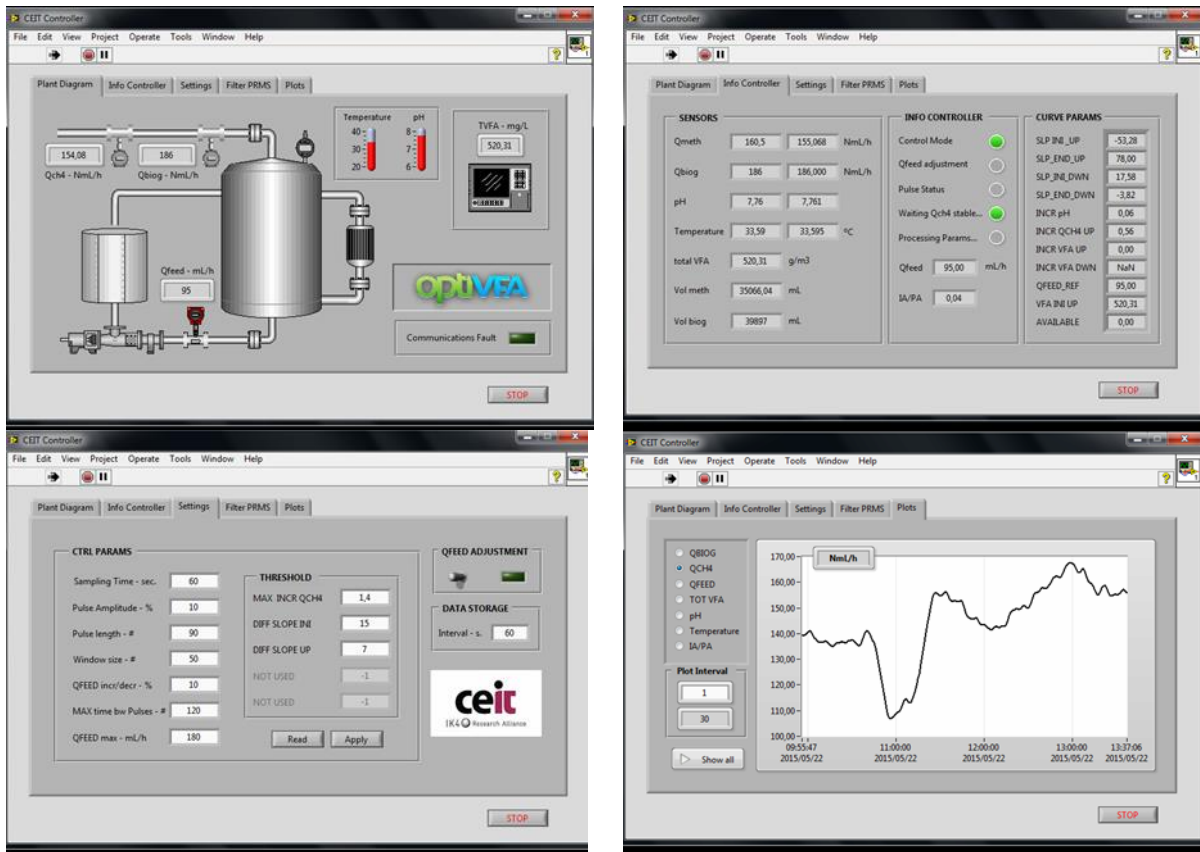 CEIT Controller
File Edit View Project Operate Tools Window Help
Plant Diagram Info Controller Settings Filter PRMS Plots
Temperature pH
40
30
20
8
7
6
TVFA - mg/L
520,31
154,08
Qch4 - NmL/h
186
Qbiog - NmL/h
Qfeed - mL/h
95
optiVFA
Communications Fault
STOP
CEIT Controller
File Edit View Project Operate Tools Window Help
Plant Diagram Info Controller Settings Filter PRMS Plots
SENSORS
Qmeth 160,5 155,068 NmL/h
Qbiog 186 186,000 NmL/h
pH 7,76 7,761
Temperature 33,59 33,595 ºC
total VFA 520,31 g/m3
Vol meth 35066,04 mL
Vol biog 39897 mL
INFO CONTROLLER
Control Mode
Qfeed adjustment
Pulse Status
Waiting Qch4 stable...
Processing Params...
Qfeed 95,00 mL/h
IA/PA 0,04
CURVE PARAMS
SLP INI_UP -53,28
SLP_END_UP 78,00
SLP_INI_DWN 17,58
SLP_END_DWN -3,82
INCR pH 0,06
INCR QCH4 UP 0,56
INCR VFA UP 0,00
INCR VFA DWN NaN
QFEED_REF 95,00
VFA INI UP 520,31
AVAILABLE 0,00
STOP
CEIT Controller
File Edit View Project Operate Tools Window Help
Plant Diagram Info Controller Settings Filter PRMS Plots
CTRL PARAMS
Sampling Time - sec. 60
Pulse Amplitude - % 10
Pulse length - # 90
Window size - # 50
QFEED incr/decr - % 10
MAX time bw Pulses - # 120
QFEED max - mL/h 180
THRESHOLD
MAX INCR QCH4 1,4
DIFF SLOPE INI 15
DIFF SLOPE UP 7
NOT USED -1
NOT USED -1
Read Apply
QFEED ADJUSTMENT
DATA STORAGE
Interval - s. 60
ceit
IK4 Research Alliance
STOP
CEIT Controller
File Edit View Project Operate Tools Window Help
Plant Diagram Info Controller Settings Filter PRMS Plots
QBIOG
QCH4
QFEED
TOT VFA
pH
Temperature
IA/PA
Plot Interval
1
30
Show all
NmL/h
170,00
160,00
150,00
140,00
130,00
120,00
110,00
100,00
09:55:47 11:00:00 12:00:00 13:00:00 13:37:06
2015/05/22 2015/05/22 2015/05/22 2015/05/22 2015/05/22
STOP